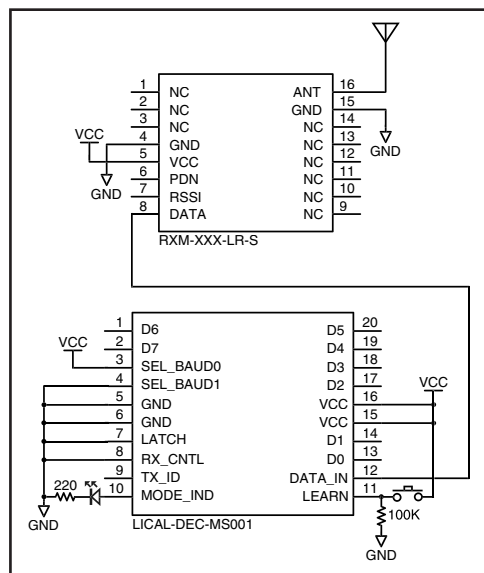 1 NC ANT 16
2 NC GND 15
3 NC NC 14
VCC 4 GND NC 13 GND
5 VCC NC 12
GND 6 PDN NC 11
7 RSSI NC 10
8 DATA NC 9
RXM-XXX-LR-S
1 D6 D5 20
2 D7 D4 19
VCC 3 SEL_BAUD0 D3 18
4 SEL_BAUD1 D2 17 VCC
5 GND VCC 16
6 GND VCC 15
7 LATCH D1 14
8 RX_CNTL D0 13
9 TX_ID DATA_IN 12
220 10 MODE_IND LEARN 11
GND LICAL-DEC-MS001 100K
GND